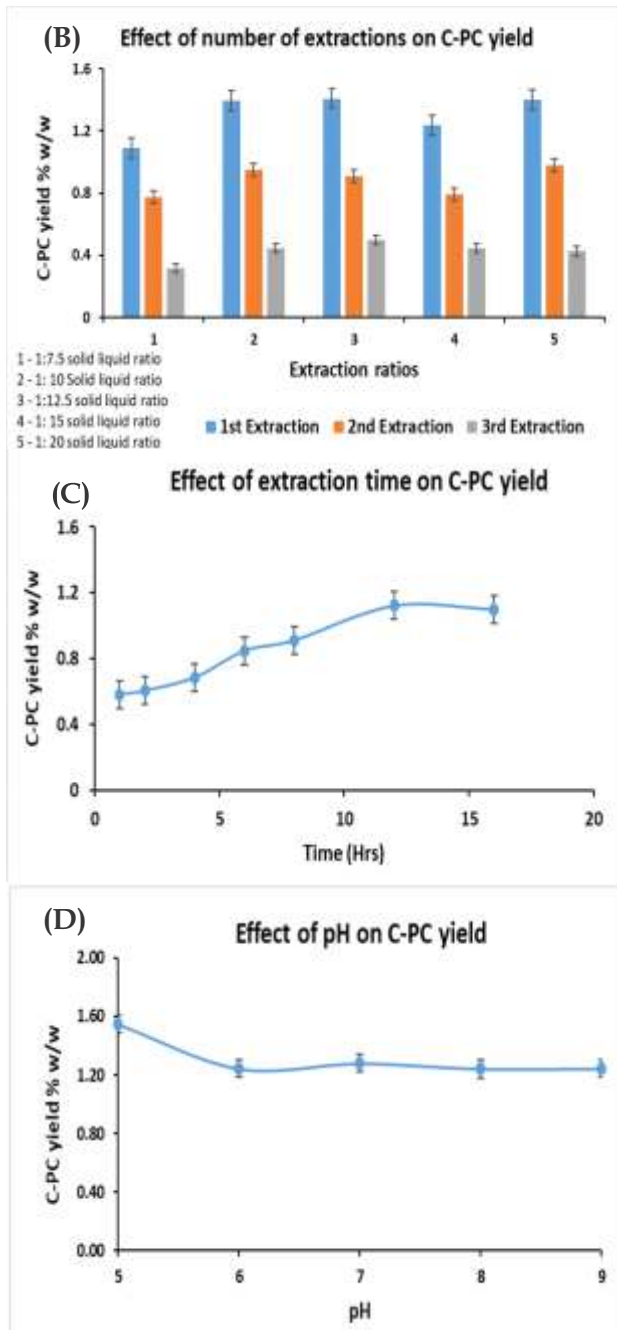 (B) Effect of number of extractions on C-PC yield
C-PC yield % w/w
1.6
1.2
0.8
0.4
0
1 2 3 4 5
Extraction ratios
1 - 1:7.5 solid liquid ratio
2 - 1: 10 Solid liquid ratio
3 - 1:12.5 solid liquid ratio
4 - 1: 15 solid liquid ratio
5 - 1: 20 solid liquid ratio
1st Extraction 2nd Extraction 3rd Extraction
(C) Effect of extraction time on C-PC yield
C-PC yield % w/w
1.6
1.2
0.8
0.4
0
0 5 10 15 20
Time (Hrs)
(D) Effect of pH on C-PC yield
C-PC yield % w/w
2.00
1.60
1.20
0.80
0.40
0.00
5 6 7 8 9
pH